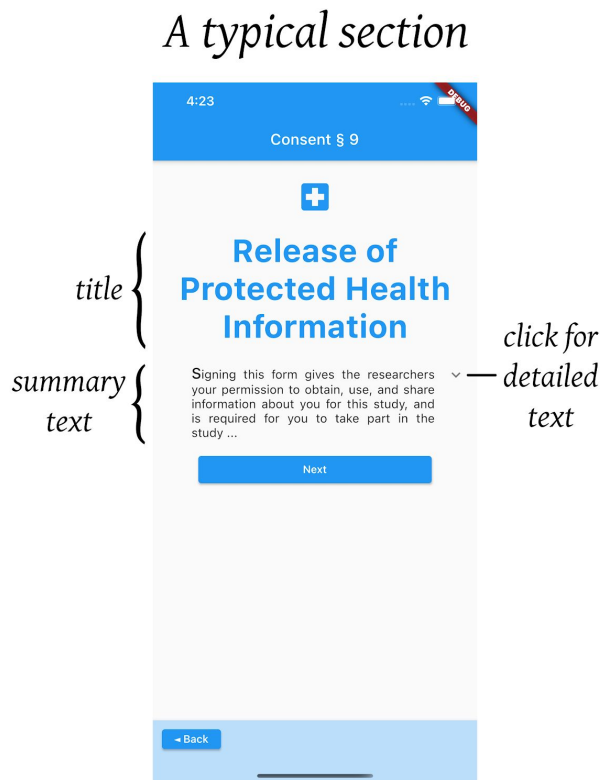 A typical section
4:23
DEBUG
Consent § 9
Release of
Protected Health
Information
title
Signing this form gives the researchers
your permission to obtain, use, and share
information about you for this study, and
is required for you to take part in the
study ...
summary
text
click for
detailed
text
Next
◄ Back